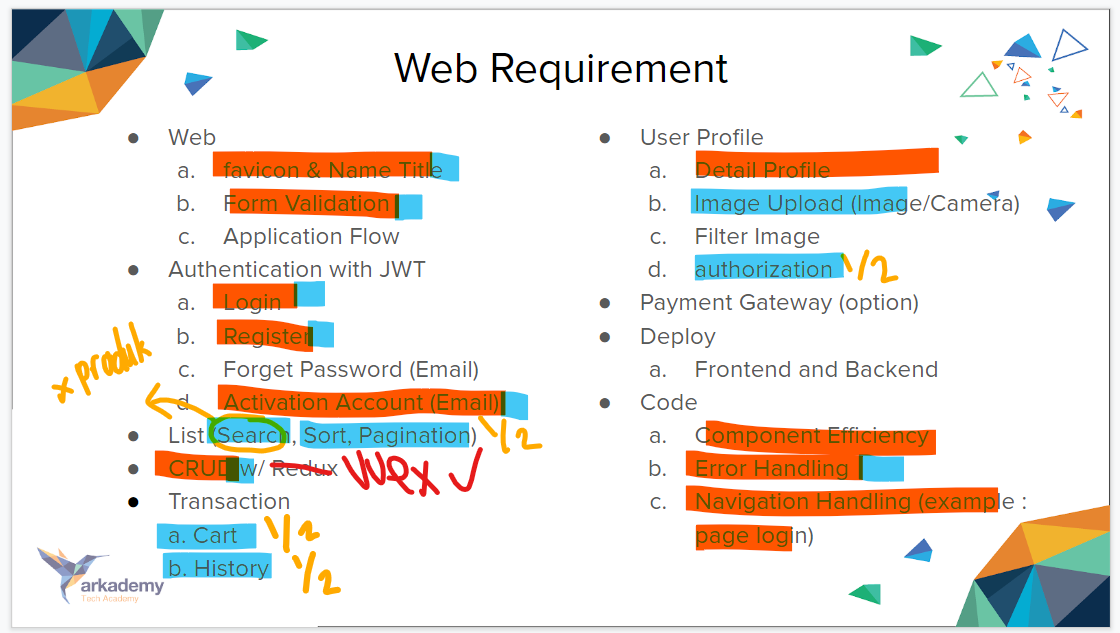 Web Requirement
● Web
a. favicon & Name Title
b. Form Validation
c. Application Flow
● Authentication with JWT
a. Login
b. Register
c. Forget Password (Email)
d. Activation Account (Email)
x produk
● List (Search, Sort, Pagination) 1/2
● CRUD w/ Redux VUEX ✓
● Transaction
a. Cart 1/2
b. History 1/2
● User Profile
a. Detail Profile
b. Image Upload (Image/Camera)
c. Filter Image
d. authorization 1/2
● Payment Gateway (option)
● Deploy
a. Frontend and Backend
● Code
a. Component Efficiency
b. Error Handling
c. Navigation Handling (example :
page login)
arkademy
Tech Academy